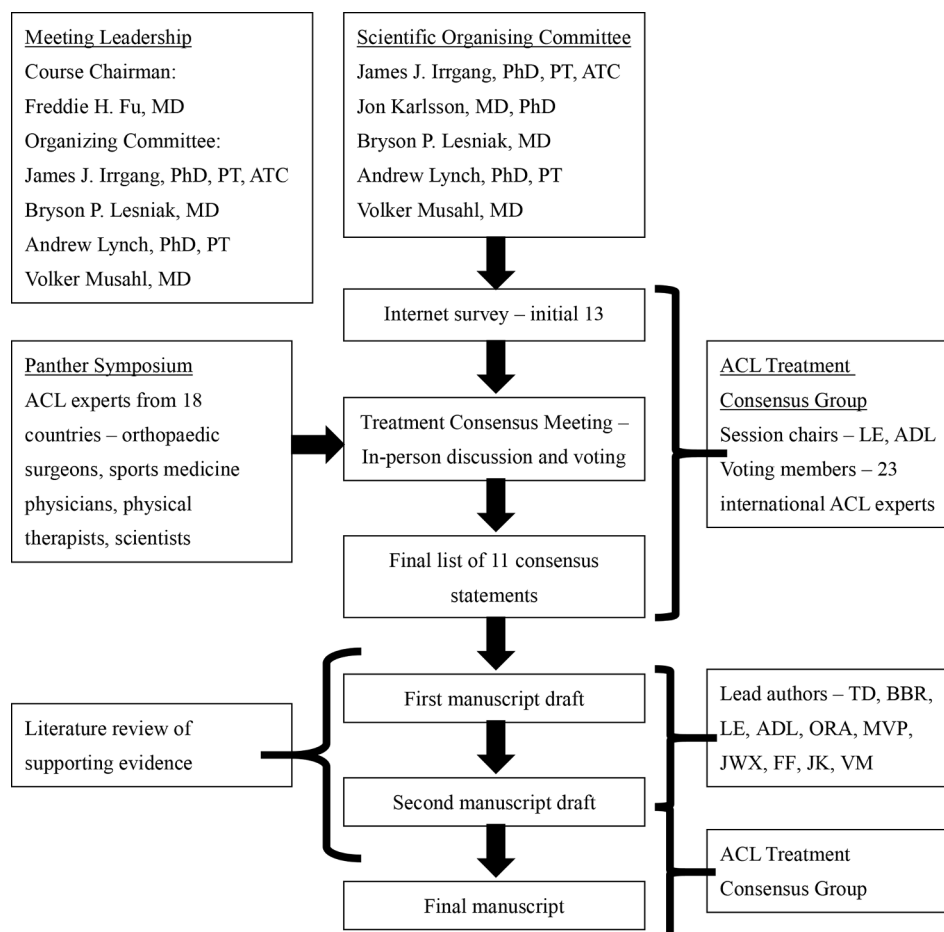 Meeting Leadership
Course Chairman:
Freddie H. Fu, MD
Organizing Committee:
James J. Irrgang, PhD, PT, ATC
Bryson P. Lesniak, MD
Andrew Lynch, PhD, PT
Volker Musahl, MD
Scientific Organising Committee
James J. Irrgang, PhD, PT, ATC
Jon Karlsson, MD, PhD
Bryson P. Lesniak, MD
Andrew Lynch, PhD, PT
Volker Musahl, MD
Internet survey – initial 13
Panther Symposium
ACL experts from 18
countries – orthopaedic
surgeons, sports medicine
physicians, physical
therapists, scientists
Treatment Consensus Meeting –
In-person discussion and voting
ACL Treatment
Consensus Group
Session chairs – LE, ADL
Voting members – 23
international ACL experts
Final list of 11 consensus
statements
First manuscript draft
Literature review of
supporting evidence
Lead authors – TD, BBR,
LE, ADL, ORA, MVP,
JWX, FF, JK, VM
Second manuscript draft
ACL Treatment
Consensus Group
Final manuscript